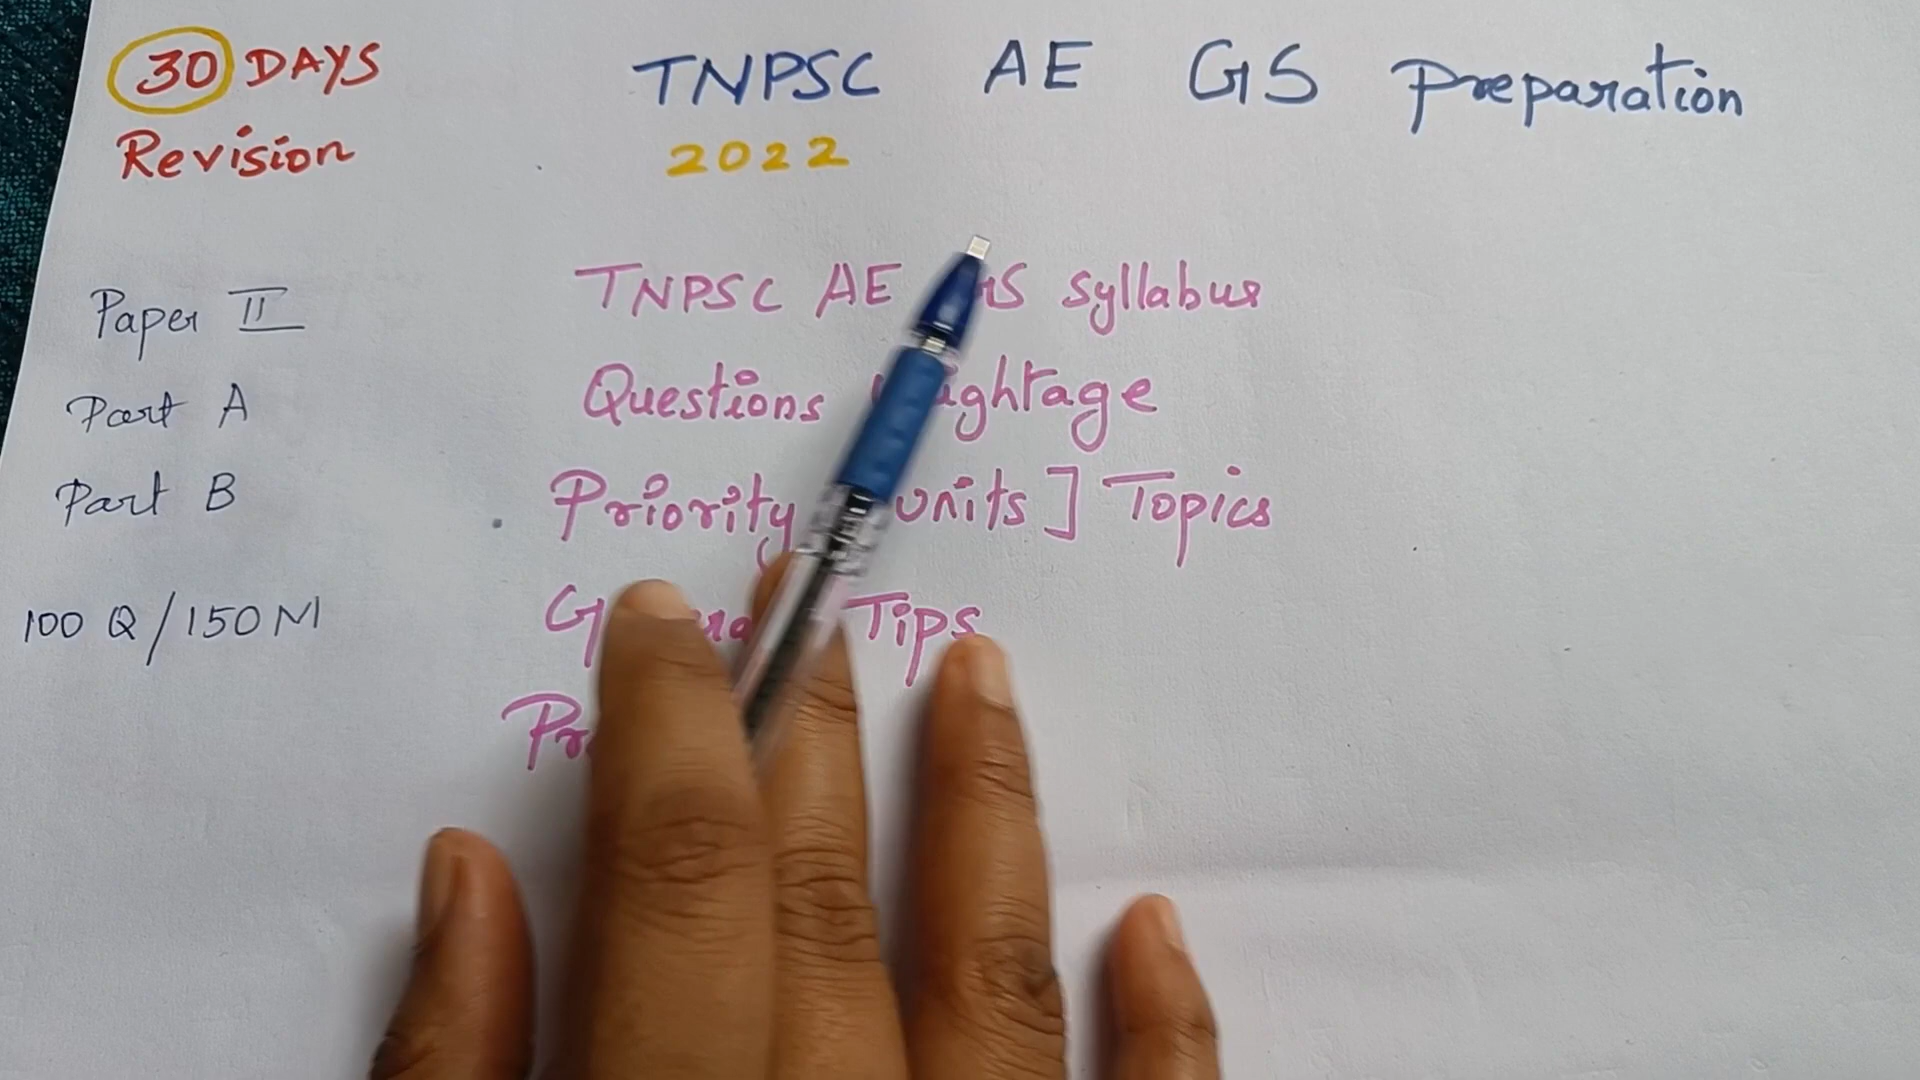 30 DAYS
Revision
TNPSC AE GS Preparation
2022
Paper II
Part A
Part B
100 Q/150M
TNPSC AE syllabus
Questions
Priority units] Topics
Tips